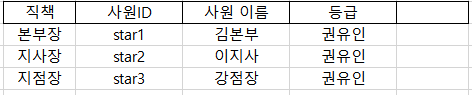 직책 사원ID 사원 이름 등급
본부장 star1 김본부 권유인
지사장 star2 이지사 권유인
지점장 star3 강점장 권유인